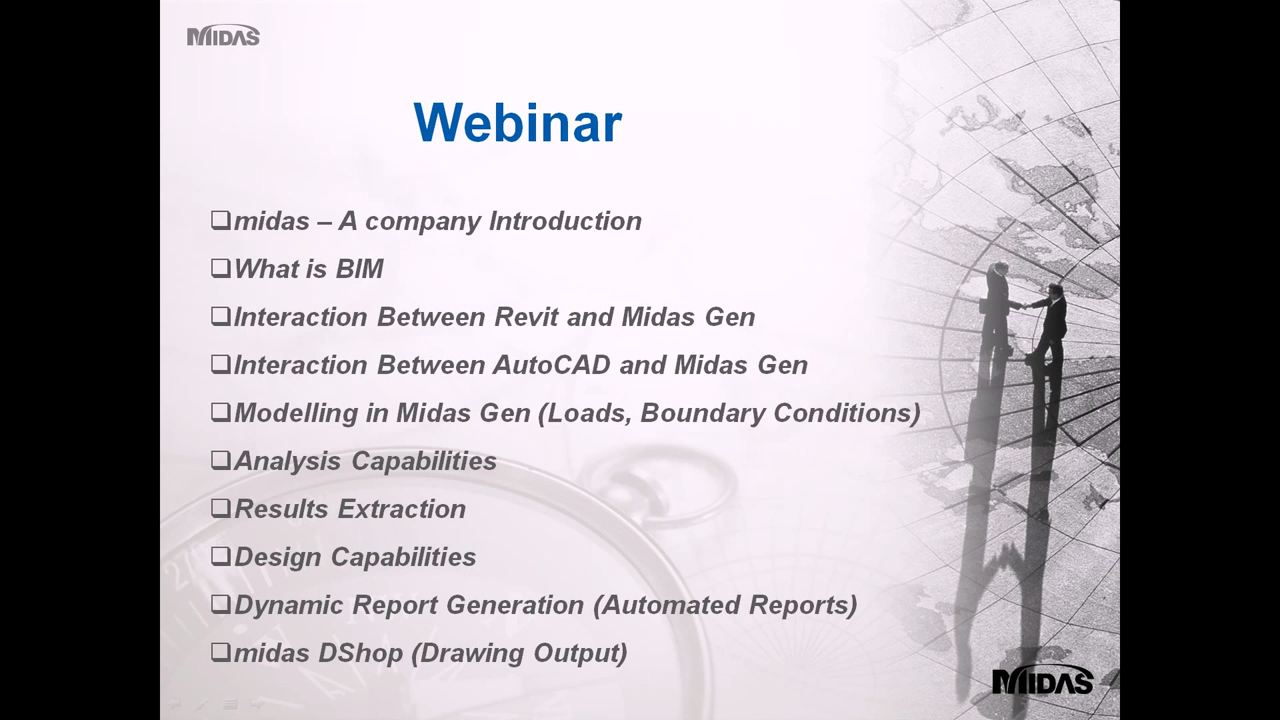 MIDAS
Webinar
❑midas – A company Introduction
❑What is BIM
❑Interaction Between Revit and Midas Gen
❑Interaction Between AutoCAD and Midas Gen
❑Modelling in Midas Gen (Loads, Boundary Conditions)
❑Analysis Capabilities
❑Results Extraction
❑Design Capabilities
❑Dynamic Report Generation (Automated Reports)
❑midas DShop (Drawing Output)
MIDAS